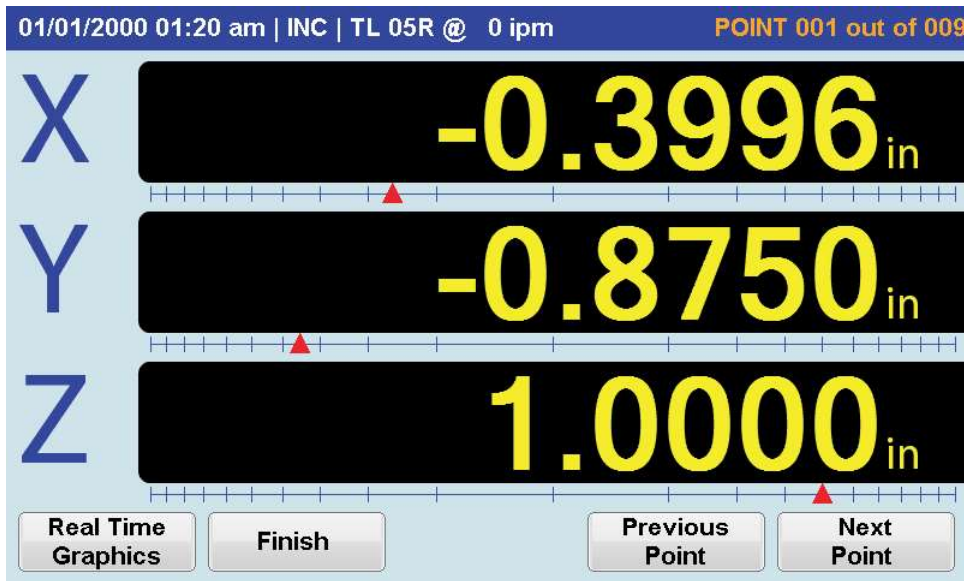 01/01/2000 01:20 am | INC | TL 05R @ 0 ipm POINT 001 out of 009
X -0.3996 in
Y -0.8750 in
Z 1.0000 in
Real Time Graphics
Finish
Previous Point
Next Point